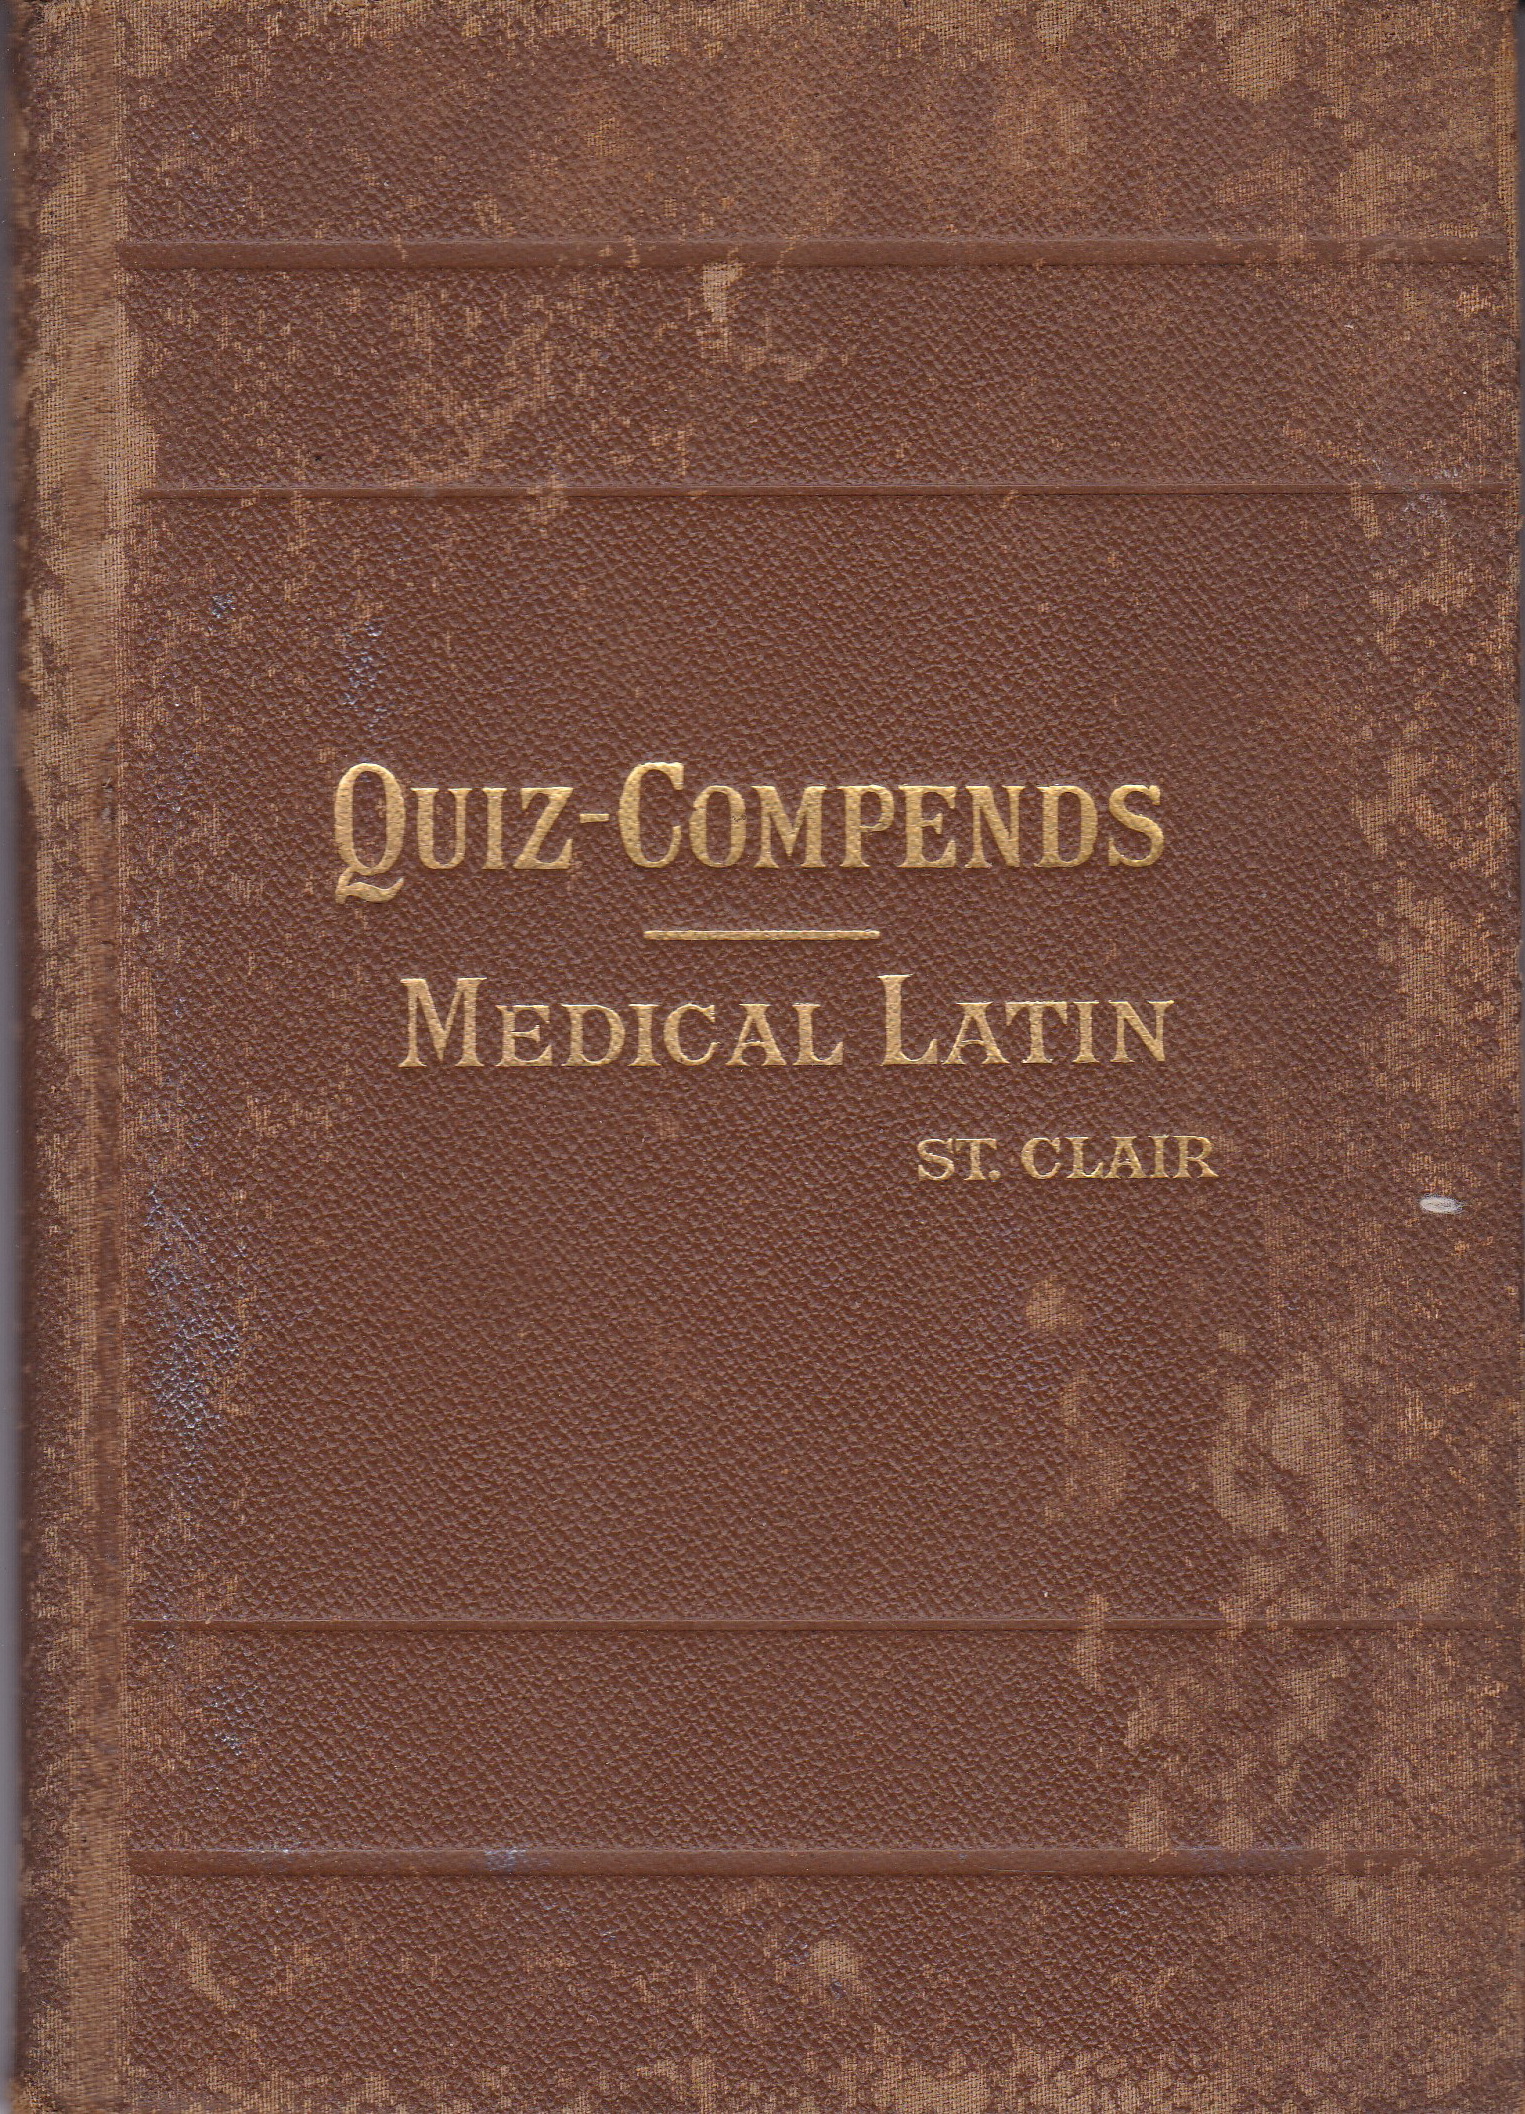 QUIZ-COMPENDS
MEDICAL LATIN
ST. CLAIR